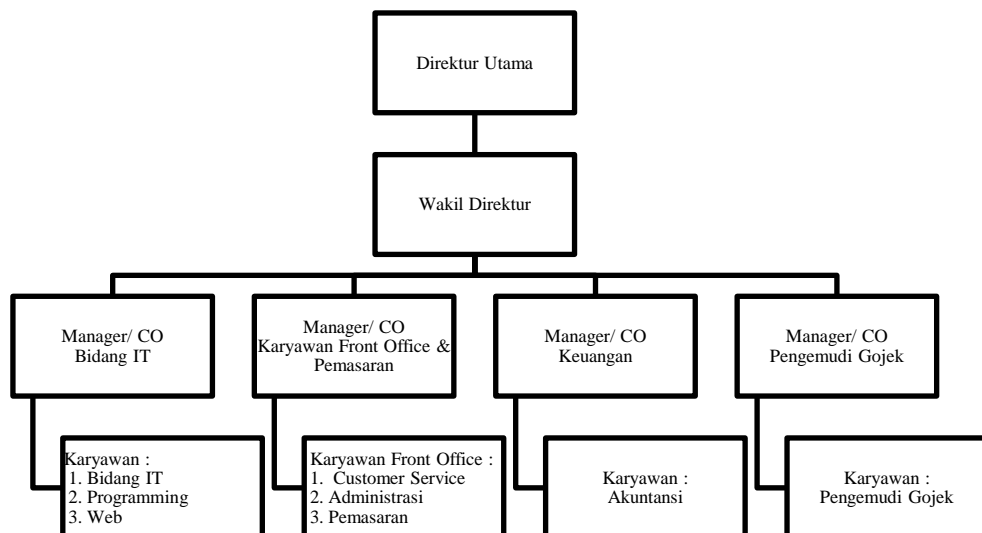 Direktur Utama
Wakil Direktur
Manager/ CO
Bidang IT
Manager/ CO
Karyawan Front Office &
Pemasaran
Manager/ CO
Keuangan
Manager/ CO
Pengemudi Gojek
Karyawan :
1. Bidang IT
2. Programming
3. Web
Karyawan Front Office :
1. Customer Service
2. Administrasi
3. Pemasaran
Karyawan :
Akuntansi
Karyawan :
Pengemudi Gojek